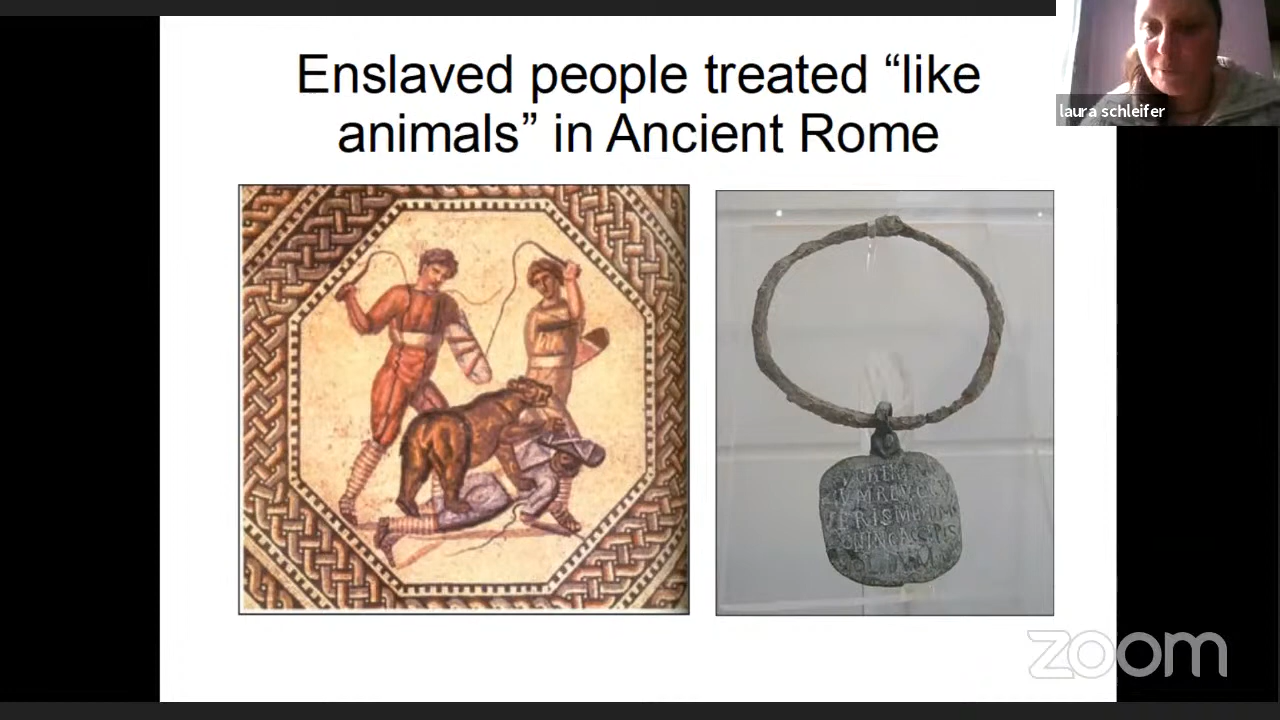 Enslaved people treated “like
animals” in Ancient Rome
laura schleifer
zoom